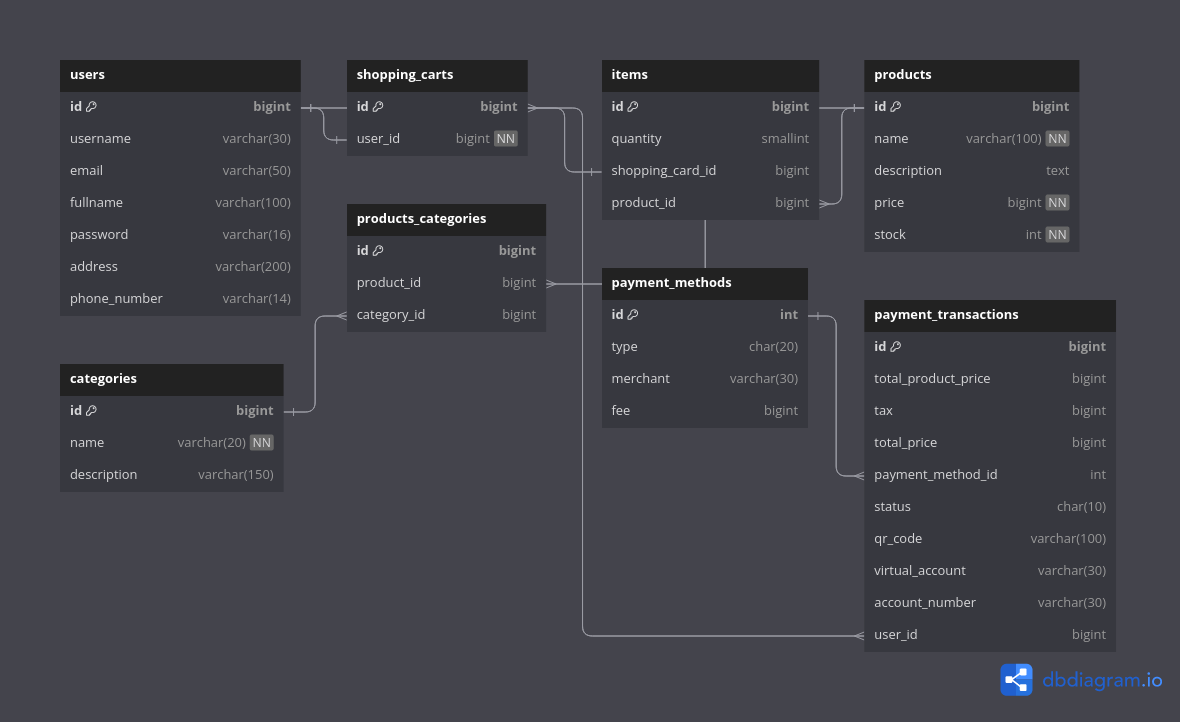 users
id bigint
username varchar(30)
email varchar(50)
fullname varchar(100)
password varchar(16)
address varchar(200)
phone_number varchar(14)
shopping_carts
id bigint
user_id bigint NN
items
id bigint
quantity smallint
shopping_card_id bigint
product_id bigint
products
id bigint
name varchar(100) NN
description text
price bigint NN
stock int NN
products_categories
id bigint
product_id bigint
category_id bigint
payment_methods
id int
type char(20)
merchant varchar(30)
fee bigint
payment_transactions
id bigint
total_product_price bigint
tax bigint
total_price bigint
payment_method_id int
status char(10)
qr_code varchar(100)
virtual_account varchar(30)
account_number varchar(30)
user_id bigint
categories
id bigint
name varchar(20) NN
description varchar(150)
dbdiagram.io